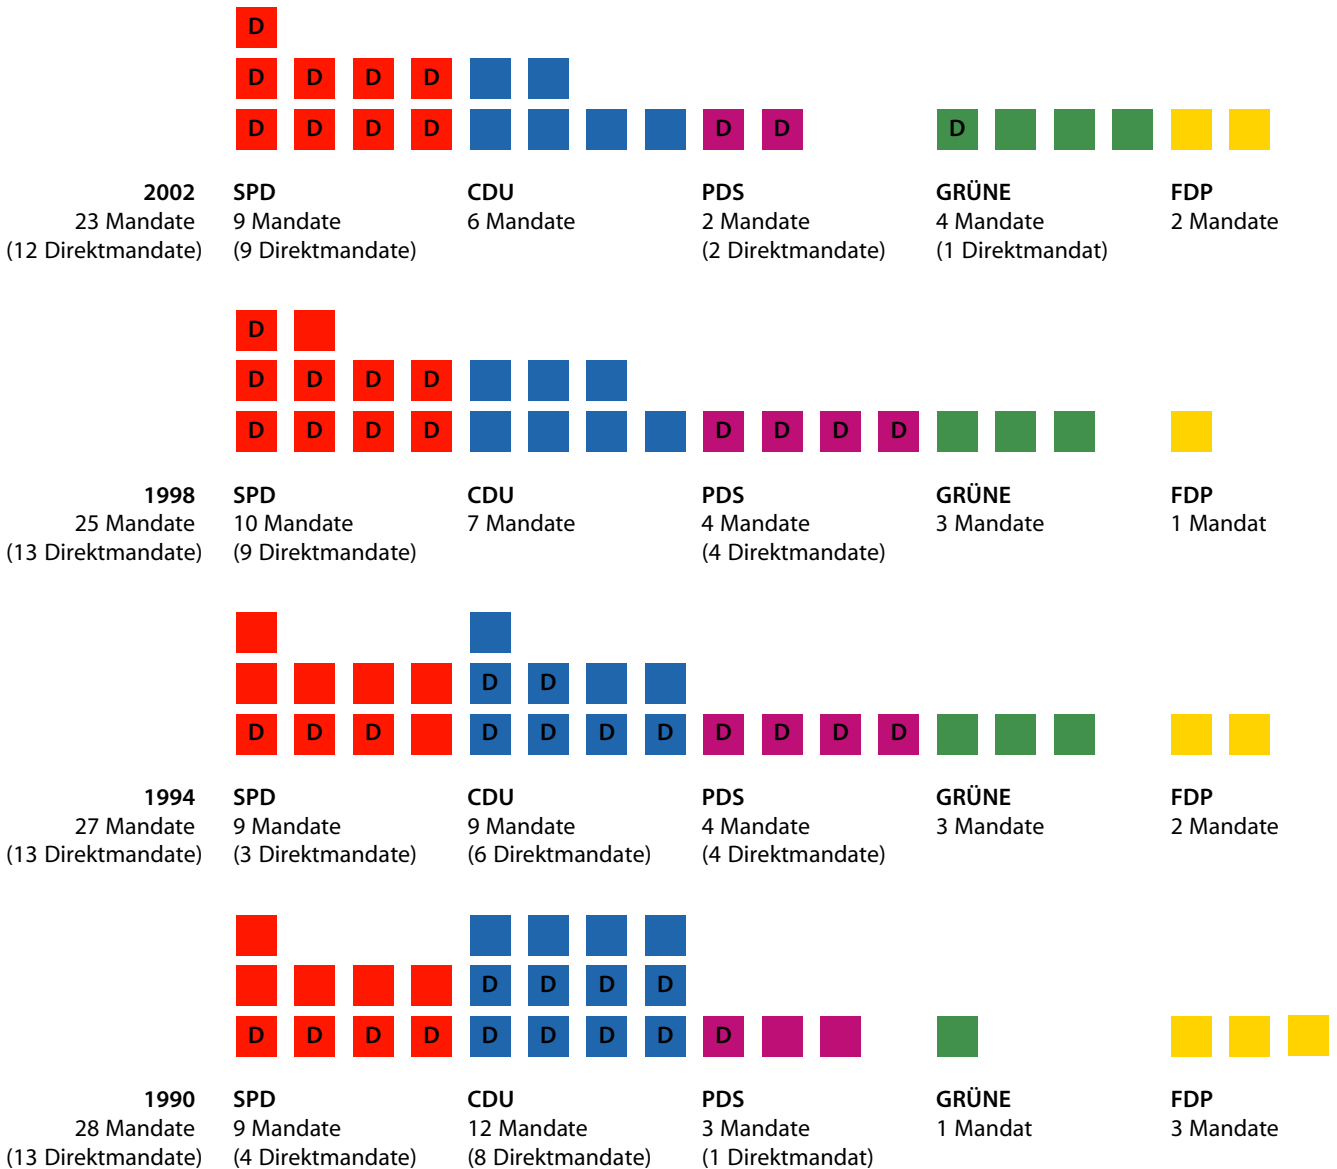 D
D D D D
D D D D D D D
2002 SPD CDU PDS GRÜNE FDP
23 Mandate 9 Mandate 6 Mandate 2 Mandate 4 Mandate 2 Mandate
(12 Direktmandate) (9 Direktmandate) (2 Direktmandate) (1 Direktmandat)
D
D D D D
D D D D D D D D
1998 SPD CDU PDS GRÜNE FDP
25 Mandate 10 Mandate 7 Mandate 4 Mandate 3 Mandate 1 Mandat
(13 Direktmandate) (9 Direktmandate) (4 Direktmandate)
D D
D D D D D D D D D D D
1994 SPD CDU PDS GRÜNE FDP
27 Mandate 9 Mandate 9 Mandate 4 Mandate 3 Mandate 2 Mandate
(13 Direktmandate) (3 Direktmandate) (6 Direktmandate) (4 Direktmandate)
D D D D
D D D D D D D D D
1990 SPD CDU PDS GRÜNE FDP
28 Mandate 9 Mandate 12 Mandate 3 Mandate 1 Mandat 3 Mandate
(13 Direktmandate) (4 Direktmandate) (8 Direktmandate) (1 Direktmandat)